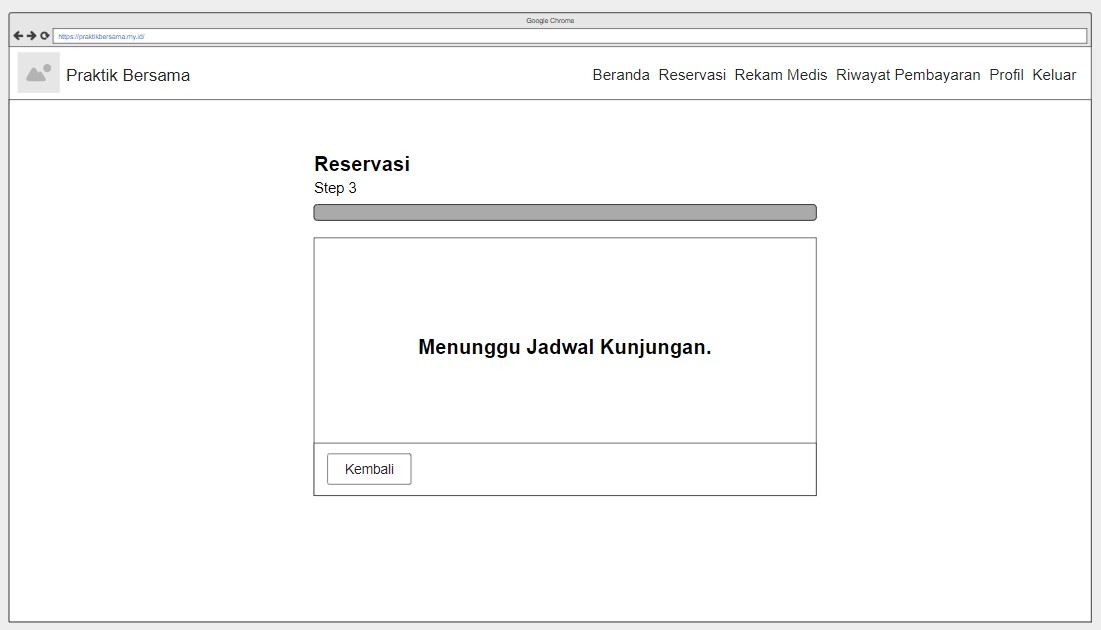 Google Chrome
https://praktikbersama.my.id/
Praktik Bersama
Beranda Reservasi Rekam Medis Riwayat Pembayaran Profil Keluar
Reservasi
Step 3
Menunggu Jadwal Kunjungan.
Kembali